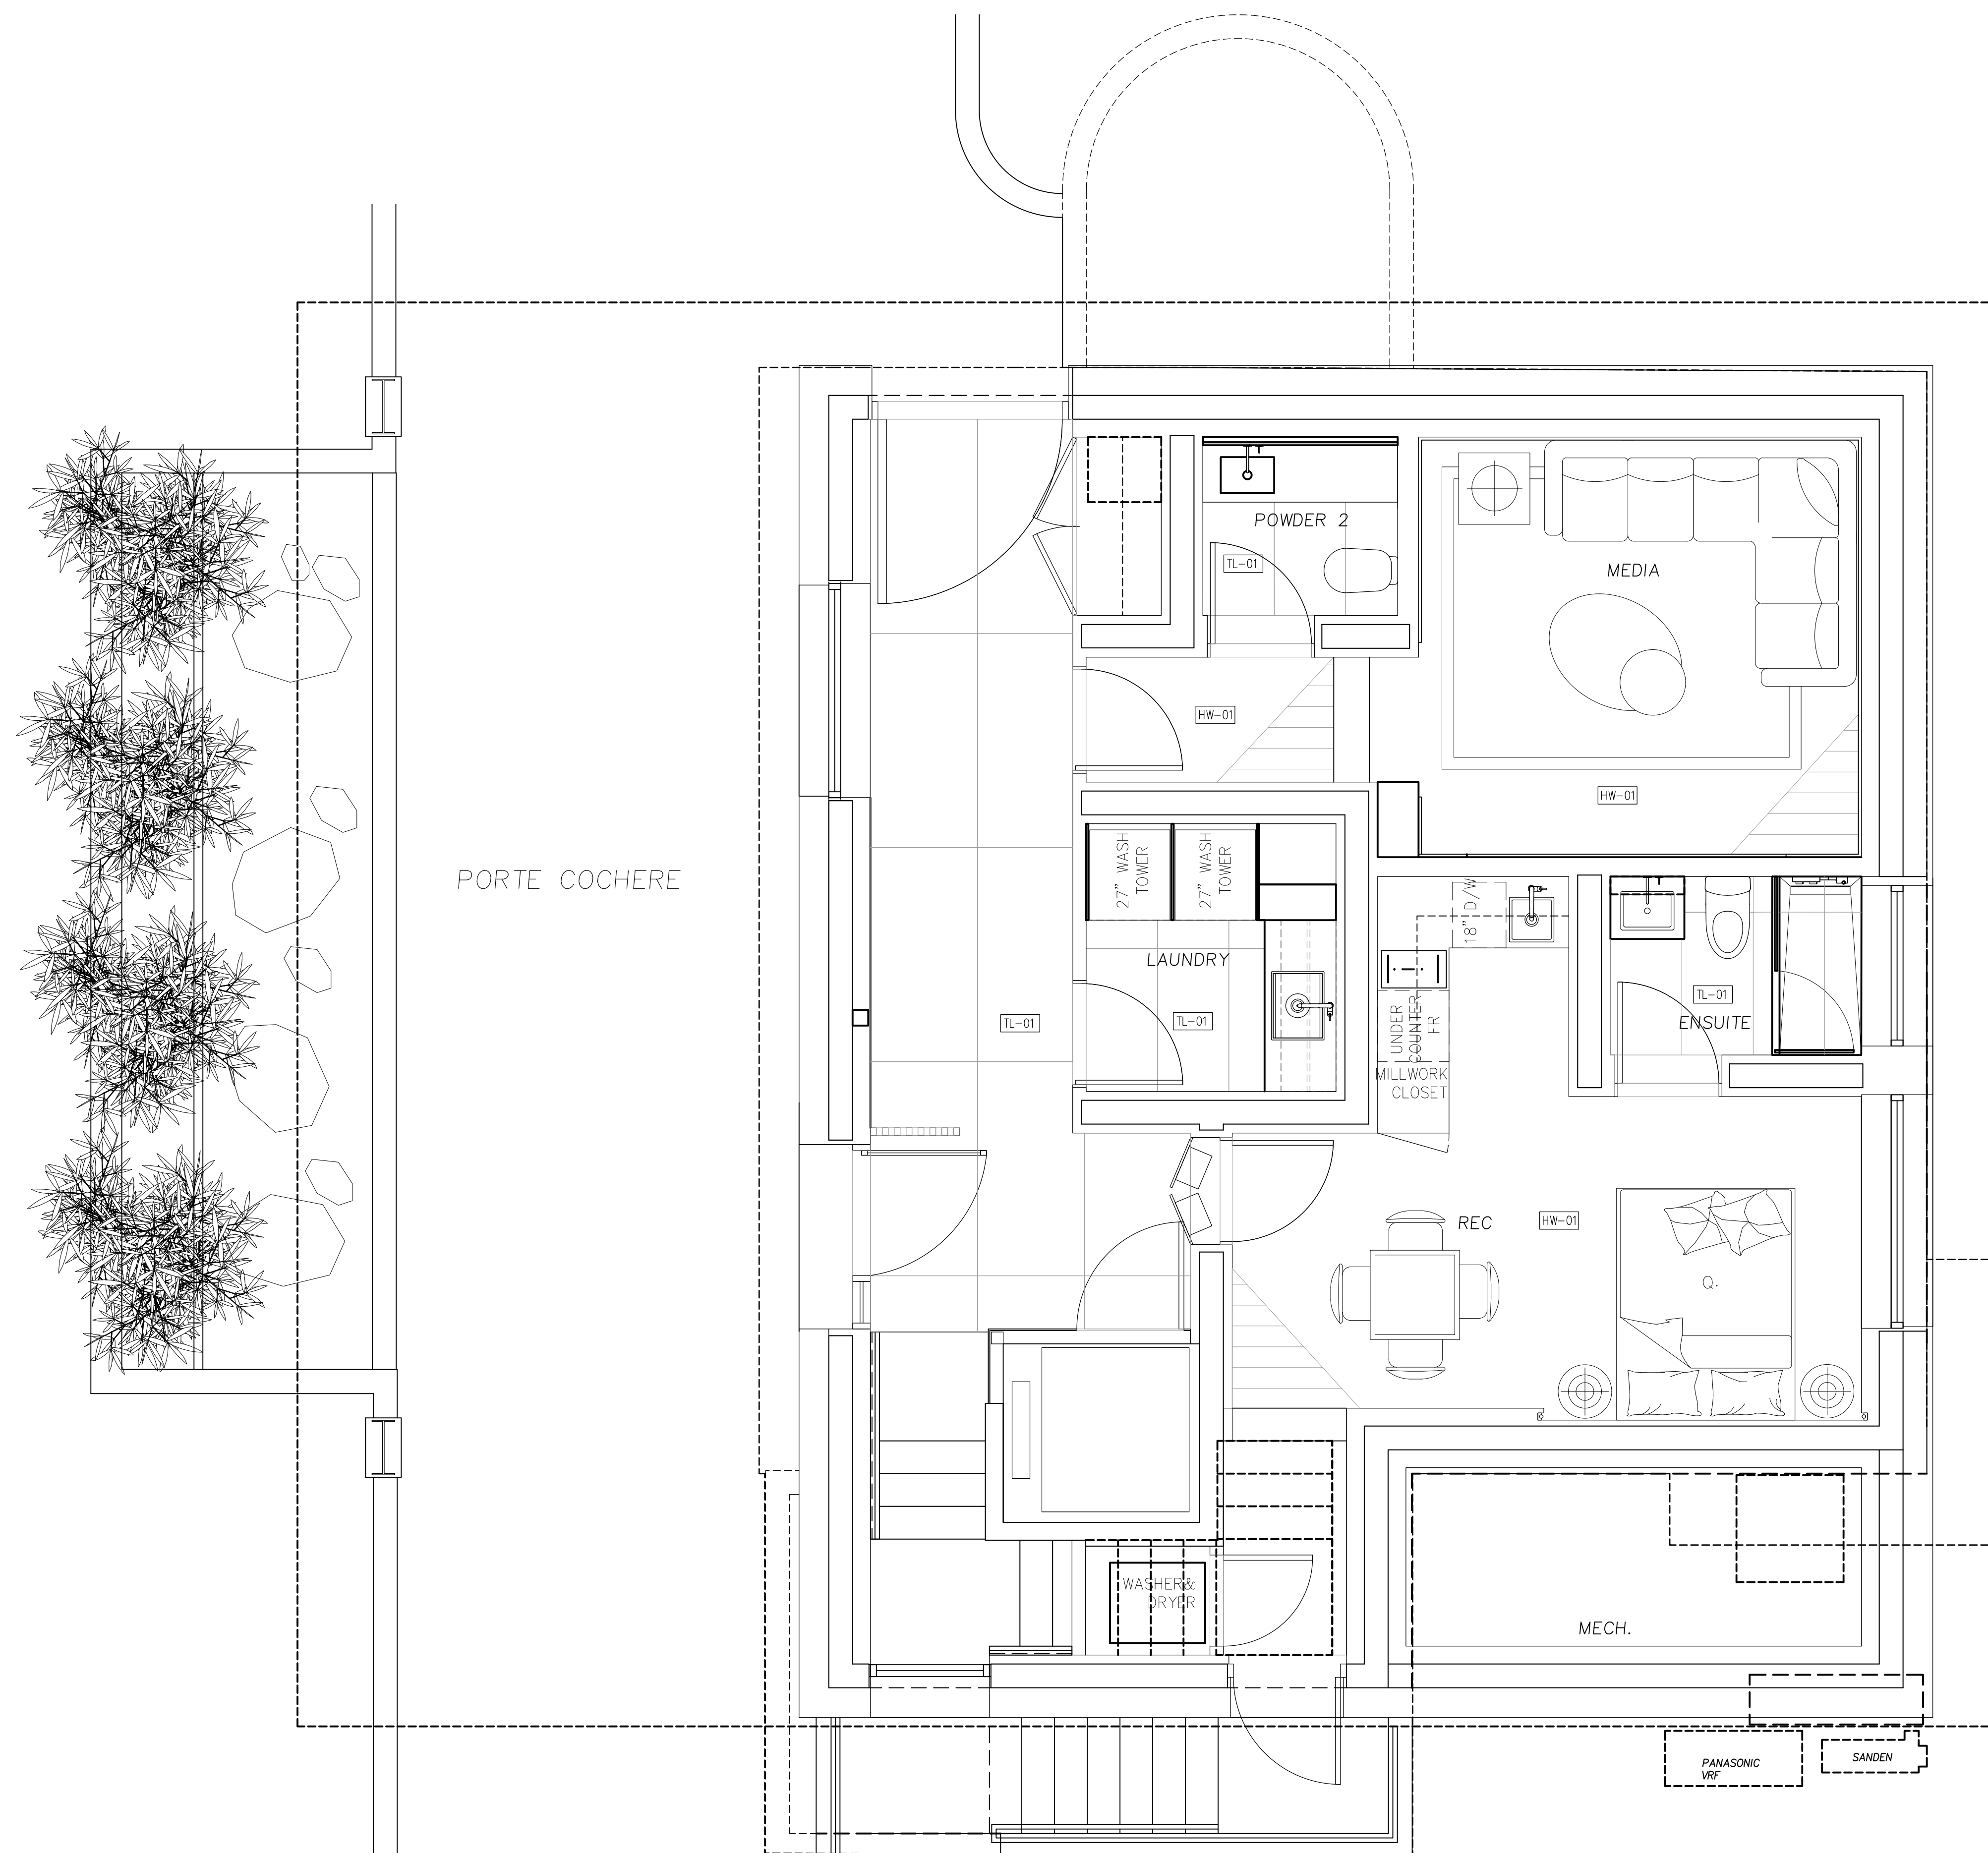 POWDER 2
TL-01
MEDIA
HW-01
HW-01
PORTE COCHERE
27" WASH
TOWER
27" WASH
TOWER
18" D/W
LAUNDRY
TL-01
TL-01
UNDER
COUNTER
FR
MILLWORK
CLOSET
TL-01
ENSUITE
REC
HW-01
Q.
WASHER&
DRYER
MECH.
PANASONIC
VRF
SANDEN